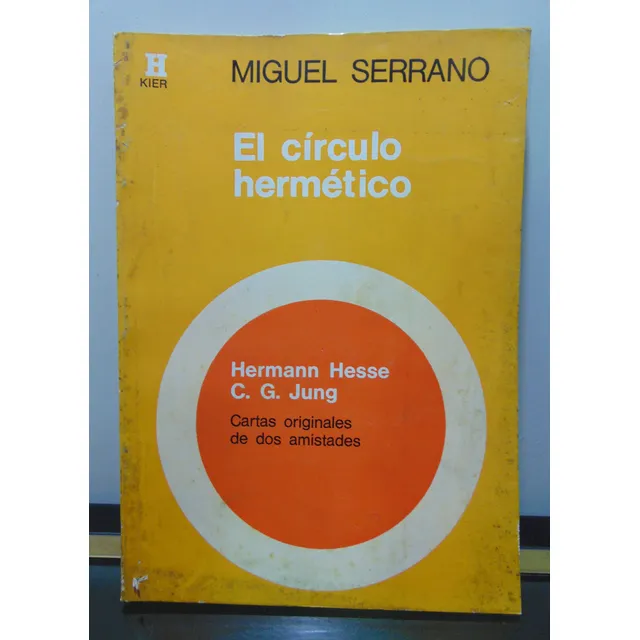 H
KIER
MIGUEL SERRANO
El círculo
hermético
Hermann Hesse
C. G. Jung
Cartas originales
de dos amistades